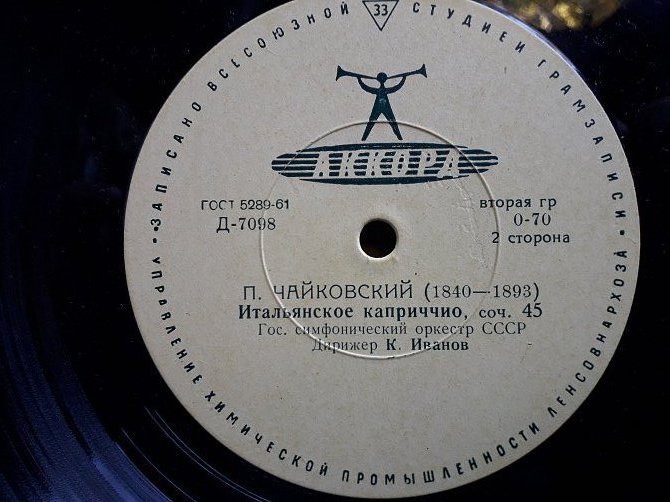 • ЗАПИСАНО ВСЕСОЮЗНОЙ СТУДИЕЙ ГРАМЗАПИСИ •
33
АККОРД
ГОСТ 5289-61
Д-7098
вторая гр
0-70
2 сторона
П. ЧАЙКОВСКИЙ (1840—1893)
Итальянское каприччио, соч. 45
Гос. симфонический оркестр СССР
Дирижер К. Иванов
УПРАВЛЕНИЕ ХИМИЧЕСКОЙ ПРОМЫШЛЕННОСТИ ЛЕНСОВНАРХОЗА